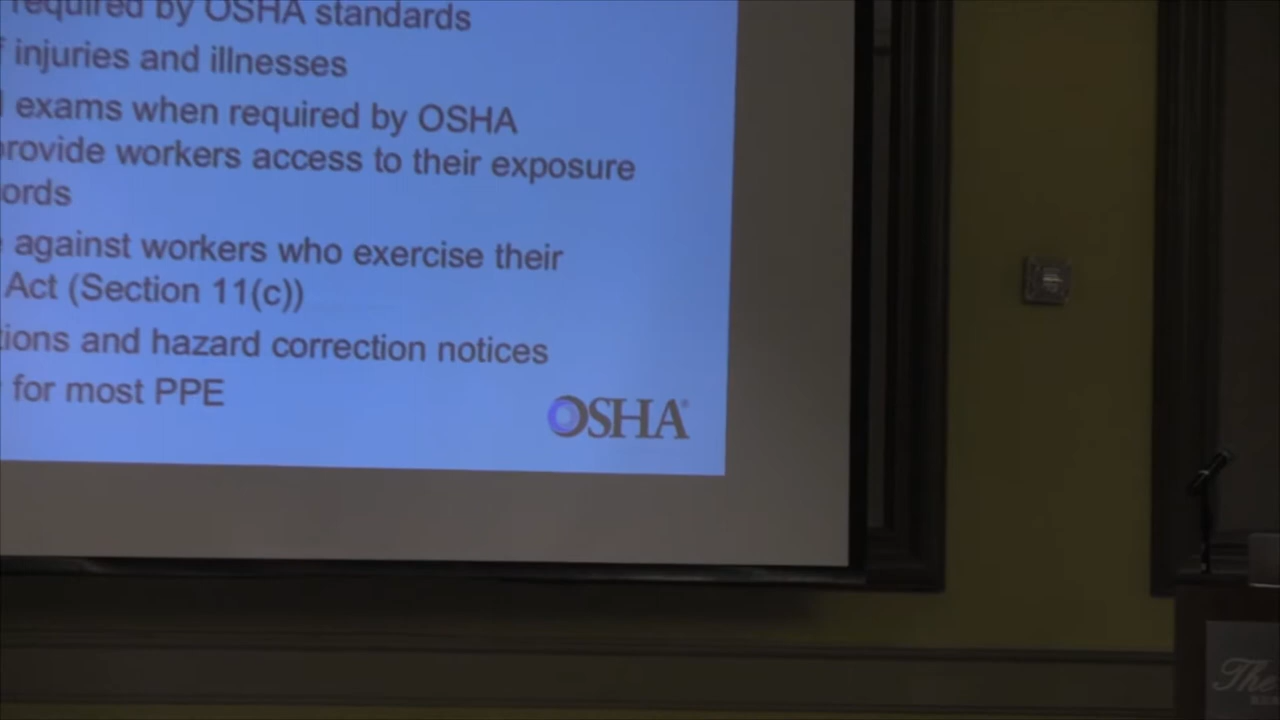 required by OSHA standards
injuries and illnesses
exams when required by OSHA
provide workers access to their exposure
ords
against workers who exercise their
Act (Section 11(c))
tions and hazard correction notices
for most PPE
OSHA®
The